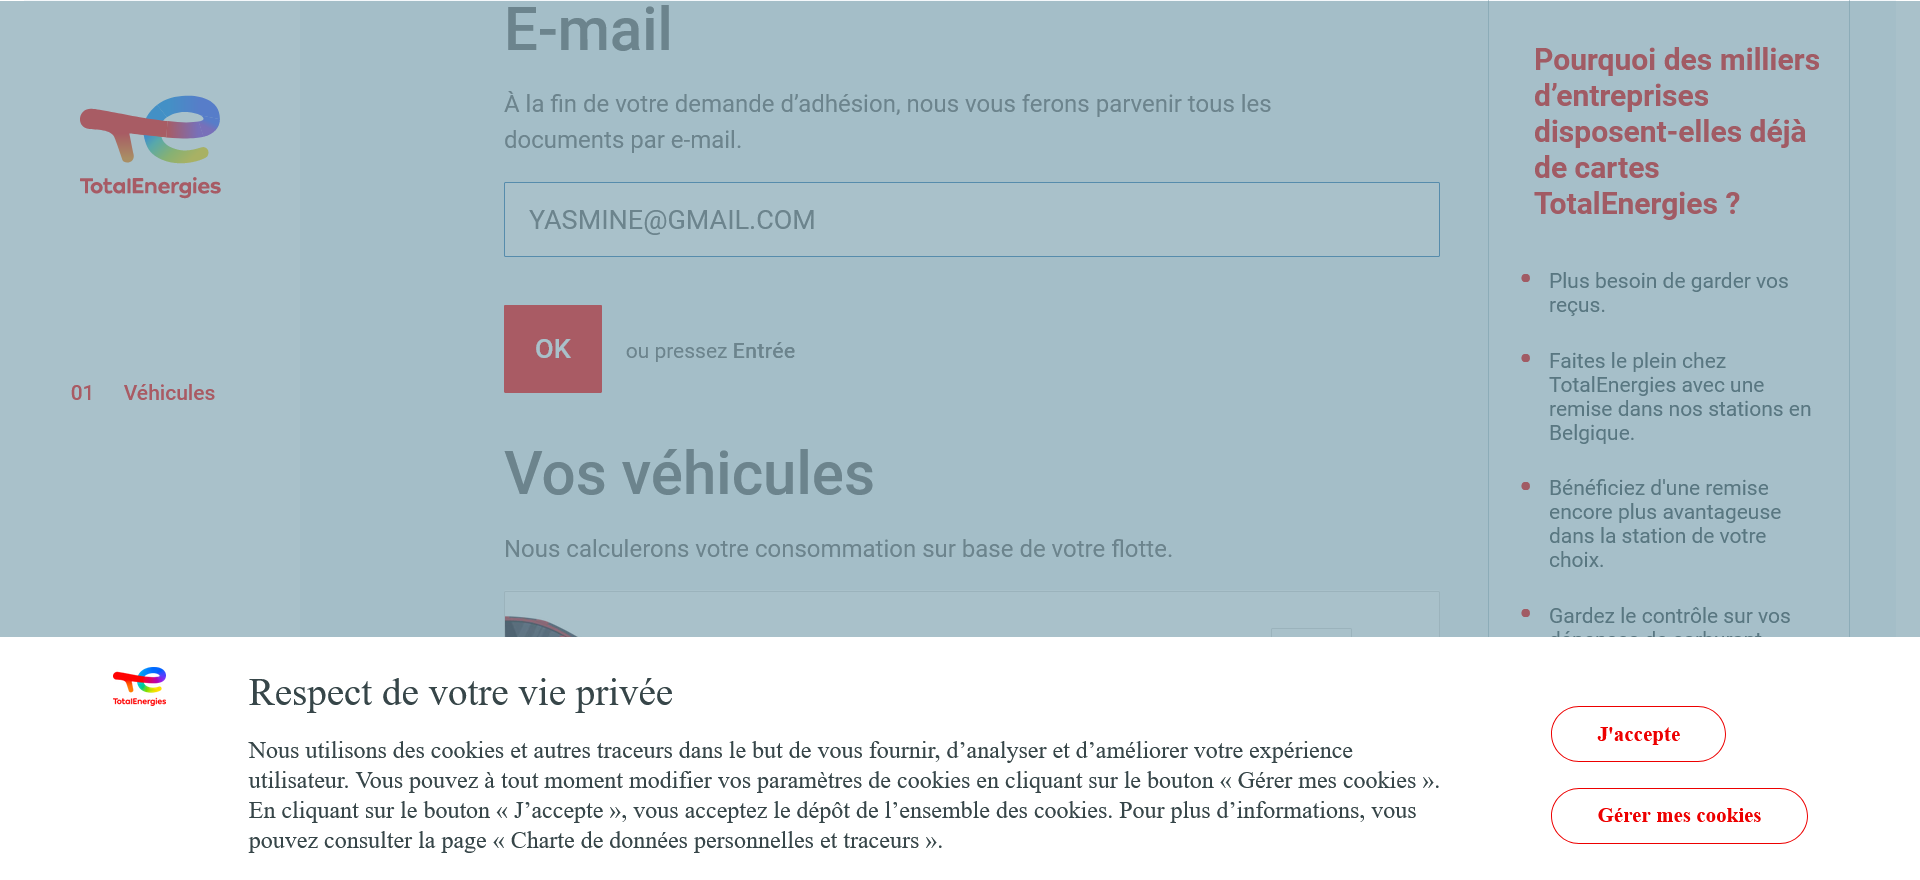 TotalEnergies
01 Véhicules
E-mail
À la fin de votre demande d’adhésion, nous vous ferons parvenir tous les
documents par e-mail.
YASMINE@GMAIL.COM
OK
ou pressez Entrée
Vos véhicules
Nous calculerons votre consommation sur base de votre flotte.
Pourquoi des milliers
d’entreprises
disposent-elles déjà
de cartes
TotalEnergies ?
Plus besoin de garder vos
reçus.
Faites le plein chez
TotalEnergies avec une
remise dans nos stations en
Belgique.
Bénéficiez d'une remise
encore plus avantageuse
dans la station de votre
choix.
Gardez le contrôle sur vos
TotalEnergies
Respect de votre vie privée
Nous utilisons des cookies et autres traceurs dans le but de vous fournir, d’analyser et d’améliorer votre expérience
utilisateur. Vous pouvez à tout moment modifier vos paramètres de cookies en cliquant sur le bouton « Gérer mes cookies ».
En cliquant sur le bouton « J’accepte », vous acceptez le dépôt de l’ensemble des cookies. Pour plus d’informations, vous
pouvez consulter la page « Charte de données personnelles et traceurs ».
J'accepte
Gérer mes cookies